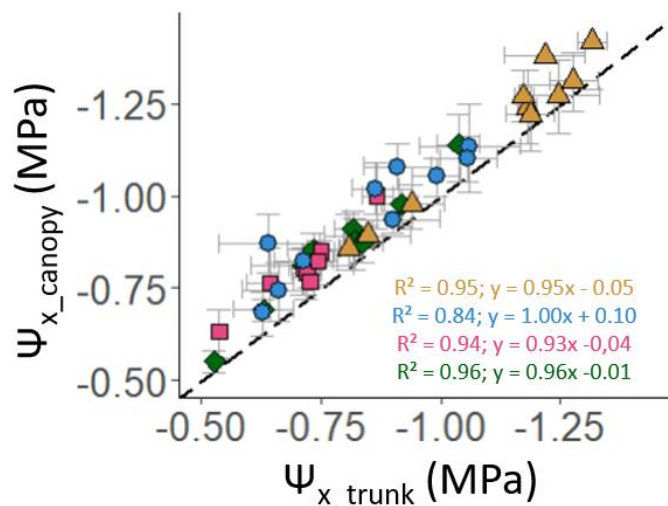 Ψx_canopy (MPa)
-1.25
-1.00
-0.75
-0.50
R² = 0.95; y = 0.95x - 0.05
R² = 0.84; y = 1.00x + 0.10
R² = 0.94; y = 0.93x -0,04
R² = 0.96; y = 0.96x -0.01
-0.50 -0.75 -1.00 -1.25
Ψx_trunk (MPa)